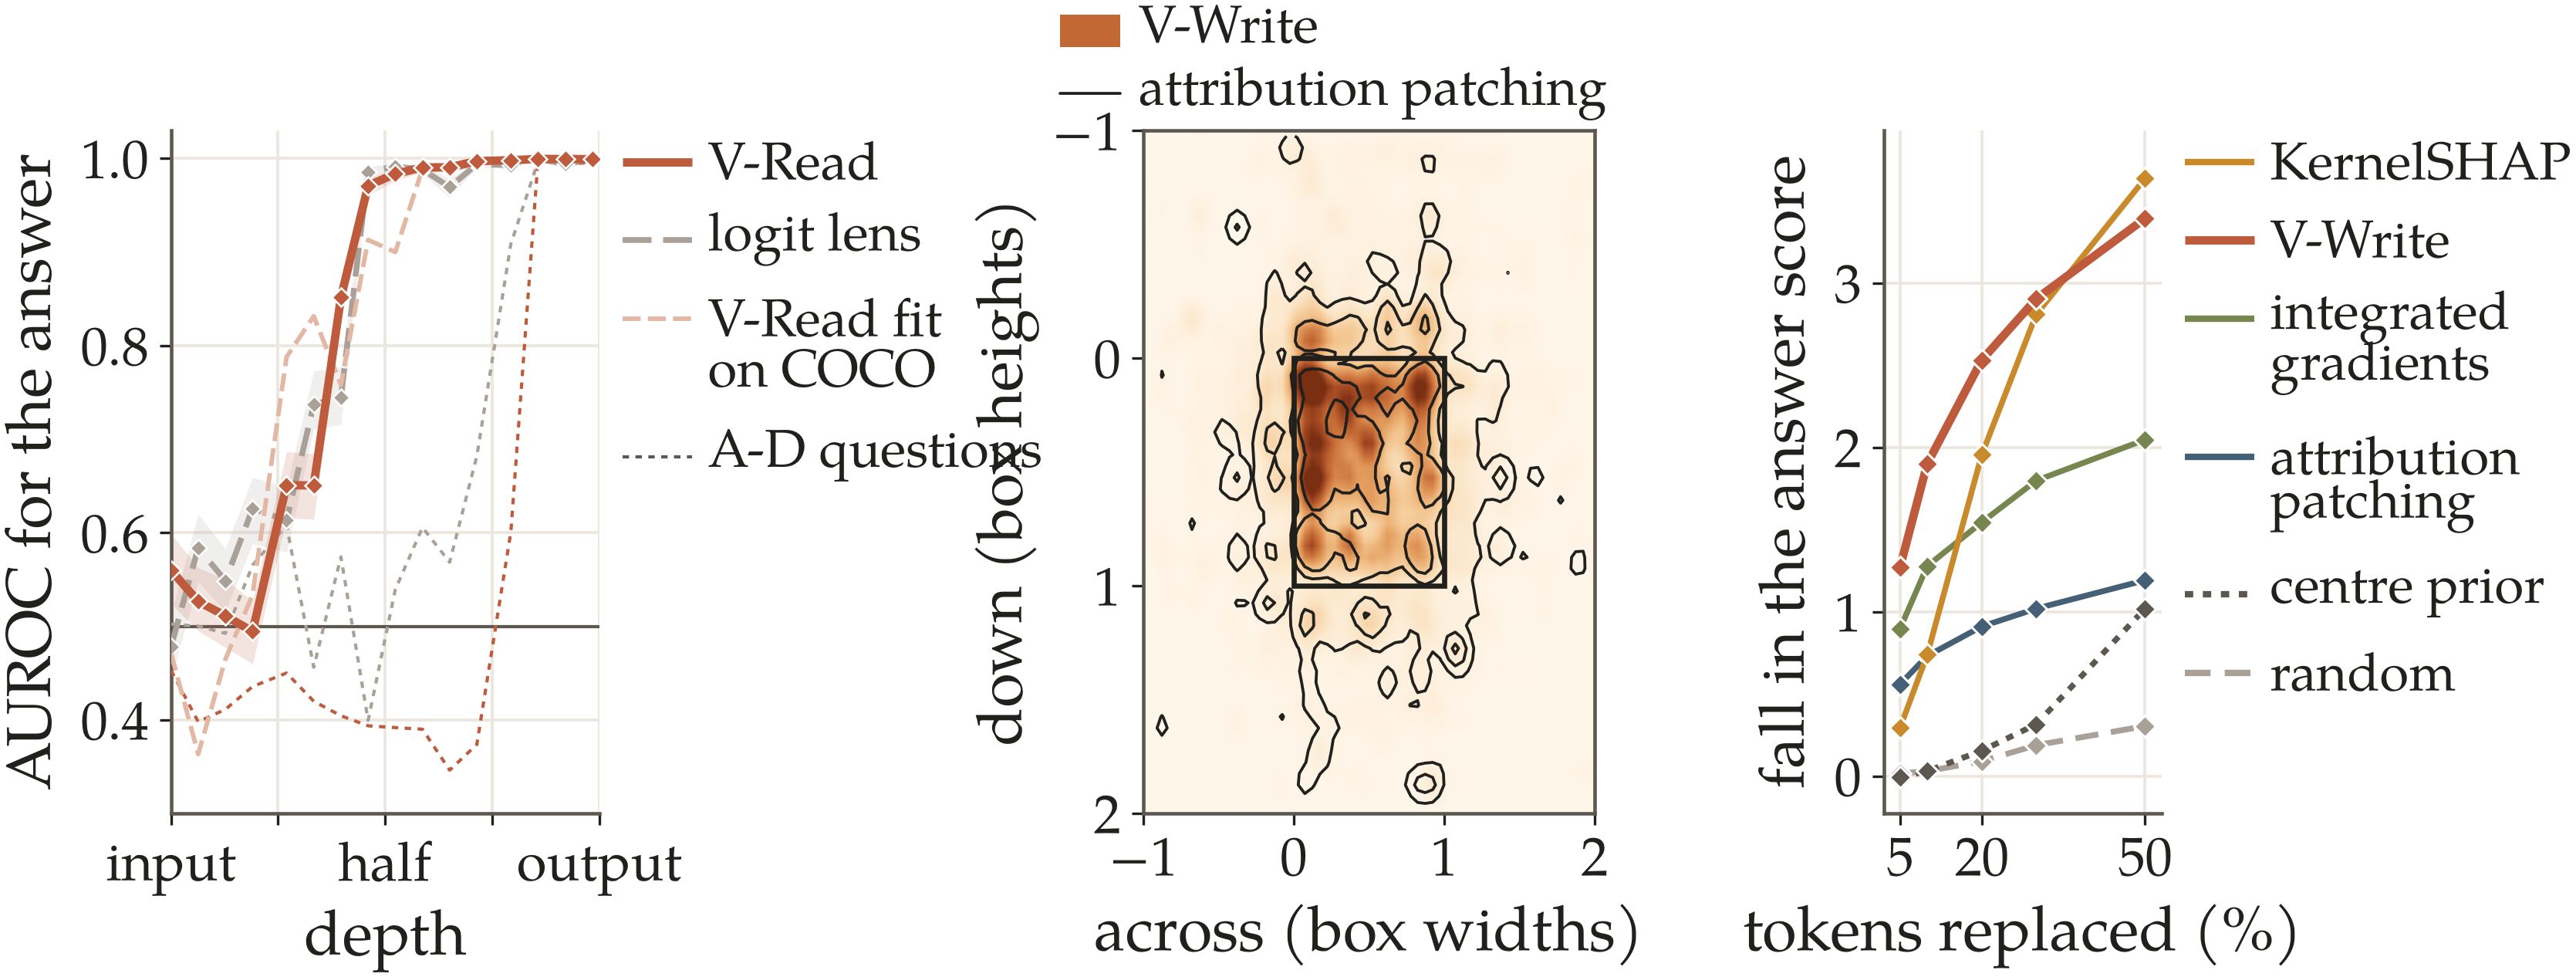 AUROC for the answer
1.0
0.8
0.6
0.4
input
half
output
depth
V-Read
logit lens
V-Read fit
on COCO
A-D questions
V-Write
attribution patching
down (box heights)
−1
0
1
2
−1
0
1
2
across (box widths)
fall in the answer score
3
2
1
0
5
20
50
tokens replaced (%)
KernelSHAP
V-Write
integrated
gradients
attribution
patching
centre prior
random